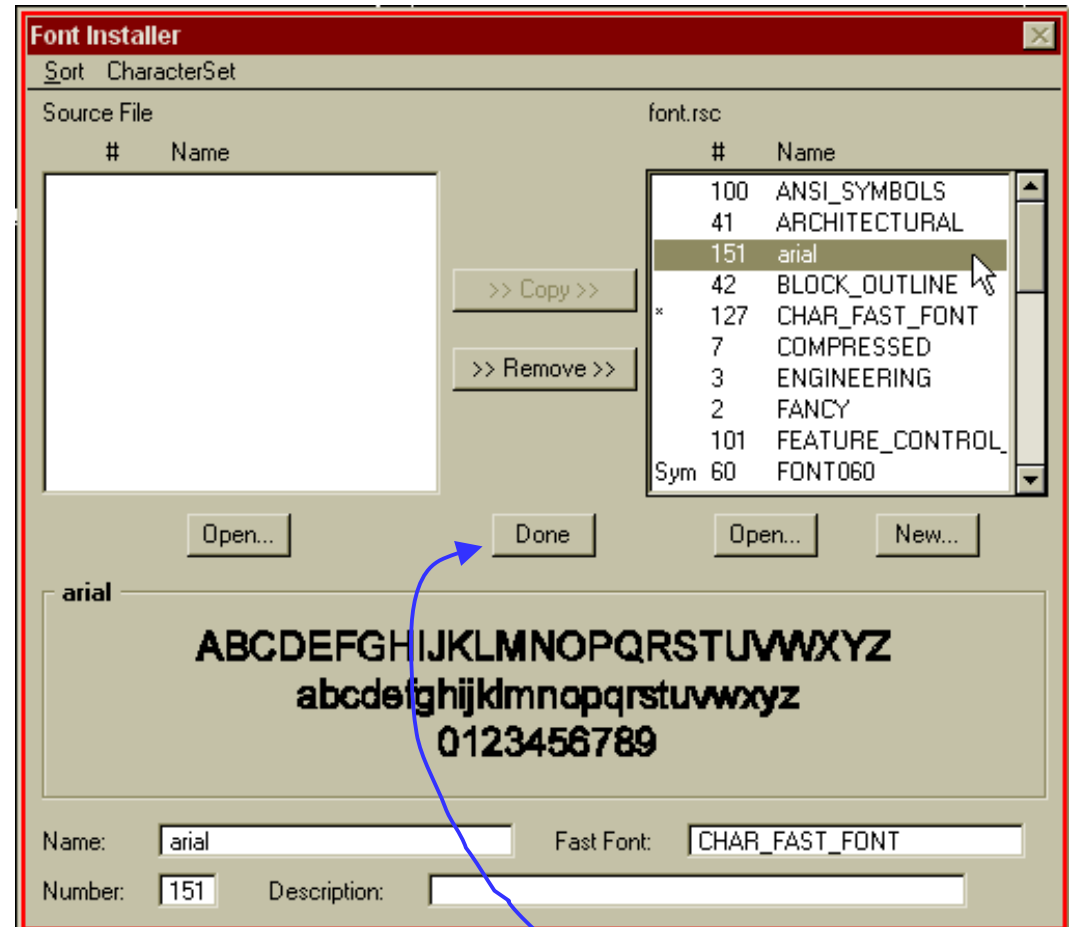 Font Installer
Sort CharacterSet
Source File
font.rsc
# Name
# Name
100 ANSI_SYMBOLS
41 ARCHITECTURAL
151 arial
42 BLOCK_OUTLINE
* 127 CHAR_FAST_FONT
7 COMPRESSED
3 ENGINEERING
2 FANCY
101 FEATURE_CONTROL_
Sym 60 FONT060
>> Copy >>
>> Remove >>
Open... Done Open... New...
arial
ABCDEFGHIJKLMNOPQRSTUVWXYZ
abcdefghijklmnopqrstuvwxyz
0123456789
Name: arial Fast Font: CHAR_FAST_FONT
Number: 151 Description: